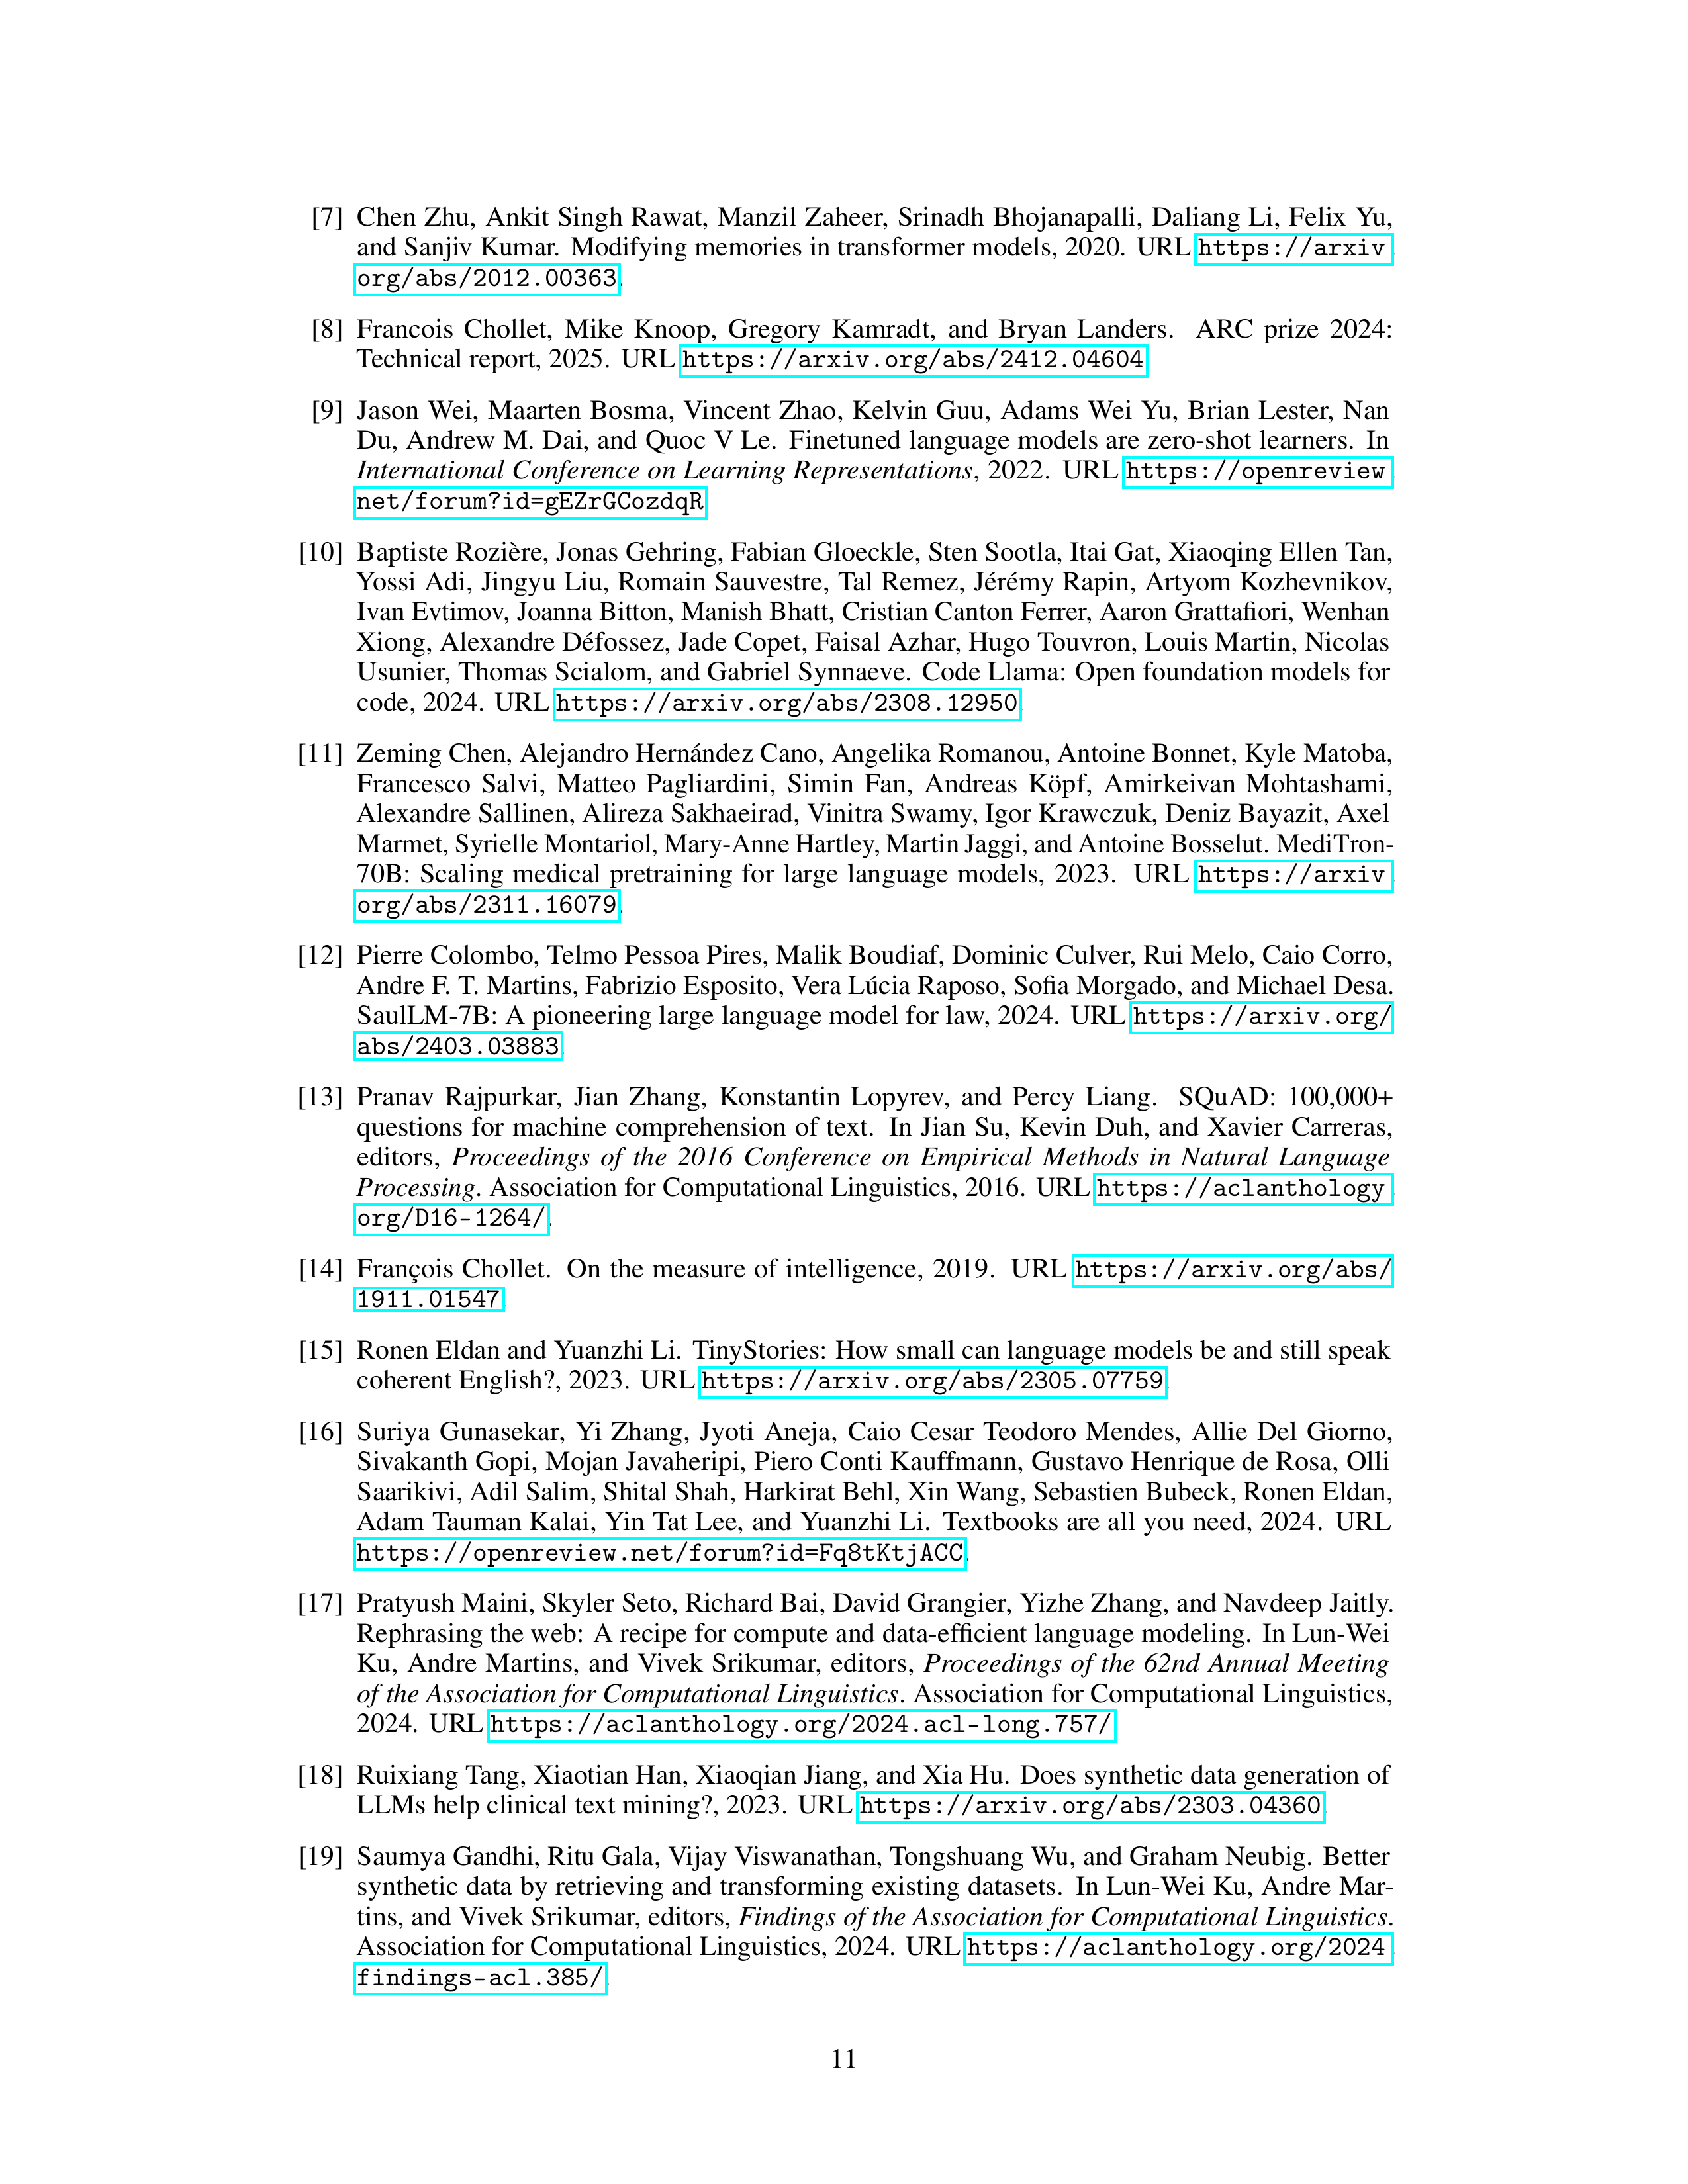 [7] Chen Zhu, Ankit Singh Rawat, Manzil Zaheer, Srinadh Bhojanapalli, Daliang Li, Felix Yu,
and Sanjiv Kumar. Modifying memories in transformer models, 2020. URL https://arxiv.
org/abs/2012.00363.
[8] Francois Chollet, Mike Knoop, Gregory Kamradt, and Bryan Landers. ARC prize 2024:
Technical report, 2025. URL https://arxiv.org/abs/2412.04604.
[9] Jason Wei, Maarten Bosma, Vincent Zhao, Kelvin Guu, Adams Wei Yu, Brian Lester, Nan
Du, Andrew M. Dai, and Quoc V Le. Finetuned language models are zero-shot learners. In
International Conference on Learning Representations, 2022. URL https://openreview.
net/forum?id=gEZrGCozdqR.
[10] Baptiste Rozière, Jonas Gehring, Fabian Gloeckle, Sten Sootla, Itai Gat, Xiaoqing Ellen Tan,
Yossi Adi, Jingyu Liu, Romain Sauvestre, Tal Remez, Jérémy Rapin, Artyom Kozhevnikov,
Ivan Evtimov, Joanna Bitton, Manish Bhatt, Cristian Canton Ferrer, Aaron Grattafiori, Wenhan
Xiong, Alexandre Défossez, Jade Copet, Faisal Azhar, Hugo Touvron, Louis Martin, Nicolas
Usunier, Thomas Scialom, and Gabriel Synnaeve. Code Llama: Open foundation models for
code, 2024. URL https://arxiv.org/abs/2308.12950.
[11] Zeming Chen, Alejandro Hernández Cano, Angelika Romanou, Antoine Bonnet, Kyle Matoba,
Francesco Salvi, Matteo Pagliardini, Simin Fan, Andreas Köpf, Amirkeivan Mohtashami,
Alexandre Sallinen, Alireza Sakhaeirad, Vinitra Swamy, Igor Krawczuk, Deniz Bayazit, Axel
Marmet, Syrielle Montariol, Mary-Anne Hartley, Martin Jaggi, and Antoine Bosselut. MediTron-
70B: Scaling medical pretraining for large language models, 2023. URL https://arxiv.
org/abs/2311.16079.
[12] Pierre Colombo, Telmo Pessoa Pires, Malik Boudiaf, Dominic Culver, Rui Melo, Caio Corro,
Andre F. T. Martins, Fabrizio Esposito, Vera Lúcia Raposo, Sofia Morgado, and Michael Desa.
SaulLM-7B: A pioneering large language model for law, 2024. URL https://arxiv.org/
abs/2403.03883.
[13] Pranav Rajpurkar, Jian Zhang, Konstantin Lopyrev, and Percy Liang. SQuAD: 100,000+
questions for machine comprehension of text. In Jian Su, Kevin Duh, and Xavier Carreras,
editors, Proceedings of the 2016 Conference on Empirical Methods in Natural Language
Processing. Association for Computational Linguistics, 2016. URL https://aclanthology.
org/D16-1264/.
[14] François Chollet. On the measure of intelligence, 2019. URL https://arxiv.org/abs/
1911.01547.
[15] Ronen Eldan and Yuanzhi Li. TinyStories: How small can language models be and still speak
coherent English?, 2023. URL https://arxiv.org/abs/2305.07759.
[16] Suriya Gunasekar, Yi Zhang, Jyoti Aneja, Caio Cesar Teodoro Mendes, Allie Del Giorno,
Sivakanth Gopi, Mojan Javaheripi, Piero Conti Kauffmann, Gustavo Henrique de Rosa, Olli
Saarikivi, Adil Salim, Shital Shah, Harkirat Behl, Xin Wang, Sebastien Bubeck, Ronen Eldan,
Adam Tauman Kalai, Yin Tat Lee, and Yuanzhi Li. Textbooks are all you need, 2024. URL
https://openreview.net/forum?id=Fq8tKtjACC.
[17] Pratyush Maini, Skyler Seto, Richard Bai, David Grangier, Yizhe Zhang, and Navdeep Jaitly.
Rephrasing the web: A recipe for compute and data-efficient language modeling. In Lun-Wei
Ku, Andre Martins, and Vivek Srikumar, editors, Proceedings of the 62nd Annual Meeting
of the Association for Computational Linguistics. Association for Computational Linguistics,
2024. URL https://aclanthology.org/2024.acl-long.757/.
[18] Ruixiang Tang, Xiaotian Han, Xiaoqian Jiang, and Xia Hu. Does synthetic data generation of
LLMs help clinical text mining?, 2023. URL https://arxiv.org/abs/2303.04360.
[19] Saumya Gandhi, Ritu Gala, Vijay Viswanathan, Tongshuang Wu, and Graham Neubig. Better
synthetic data by retrieving and transforming existing datasets. In Lun-Wei Ku, Andre Mar-
tins, and Vivek Srikumar, editors, Findings of the Association for Computational Linguistics.
Association for Computational Linguistics, 2024. URL https://aclanthology.org/2024.
findings-acl.385/.
11